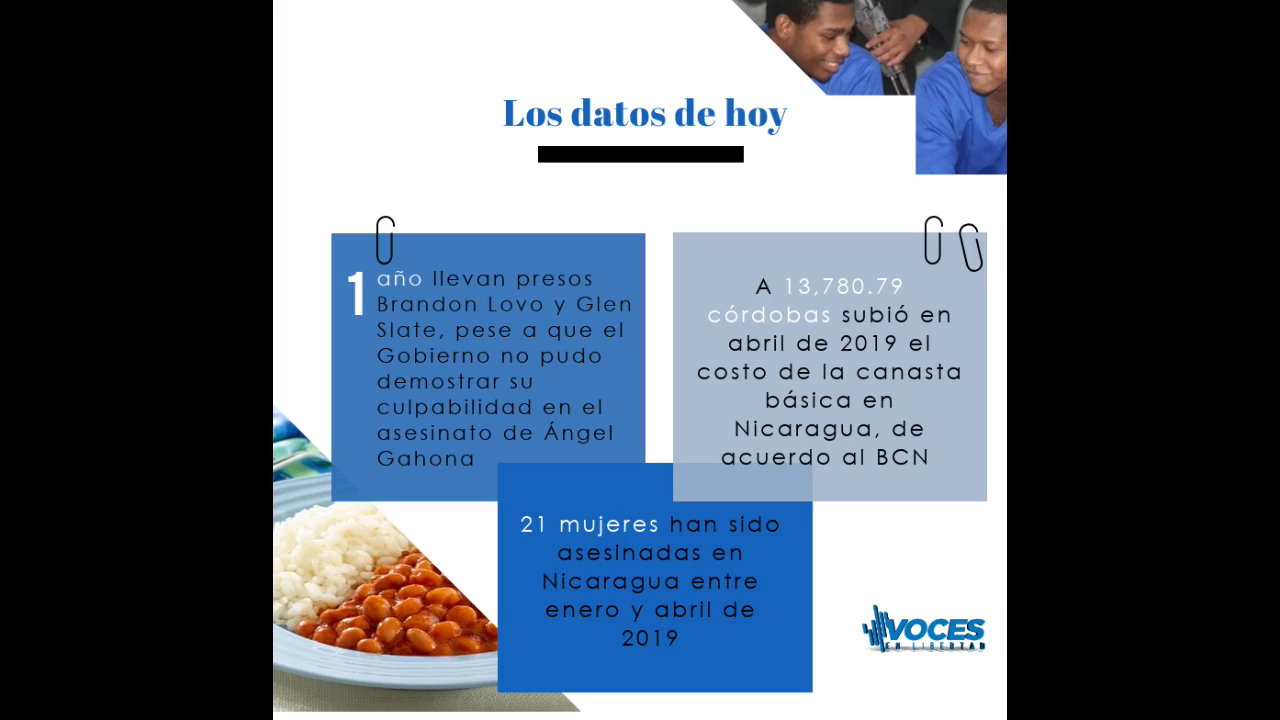 Los datos de hoy
1 año llevan presos
Brandon Lovo y Glen
Slate, pese a que el
Gobierno no pudo
demostrar su
culpabilidad en el
asesinato de Ángel
Gahona
A 13,780.79
córdobas subió en
abril de 2019 el
costo de la canasta
básica en
Nicaragua, de
acuerdo al BCN
21 mujeres han sido
asesinadas en
Nicaragua entre
enero y abril de
2019
VOCES
EN LIBERTAD